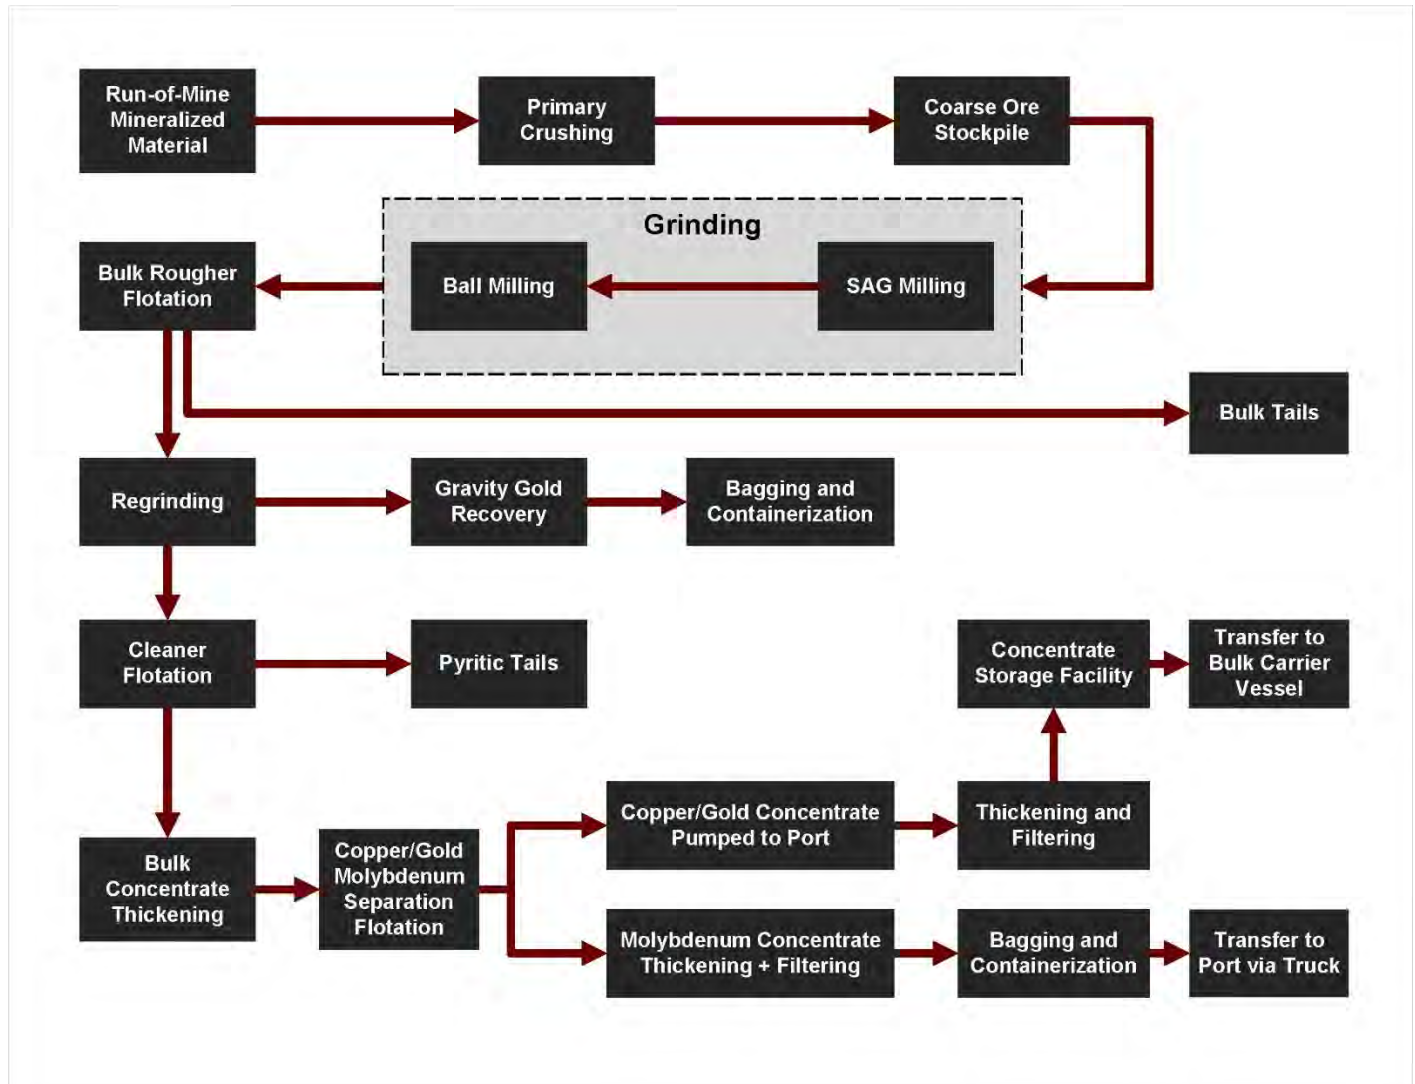 Run-of-Mine
Mineralized
Material
Primary
Crushing
Coarse Ore
Stockpile
Grinding
Bulk Rougher
Flotation
Ball Milling
SAG Milling
Bulk Tails
Regrinding
Gravity Gold
Recovery
Bagging and
Containerization
Cleaner
Flotation
Pyritic Tails
Concentrate
Storage Facility
Transfer to
Bulk Carrier
Vessel
Copper/Gold Concentrate
Pumped to Port
Thickening and
Filtering
Bulk
Concentrate
Thickening
Copper/Gold
Molybdenum
Separation
Flotation
Molybdenum Concentrate
Thickening + Filtering
Bagging and
Containerization
Transfer to
Port via Truck